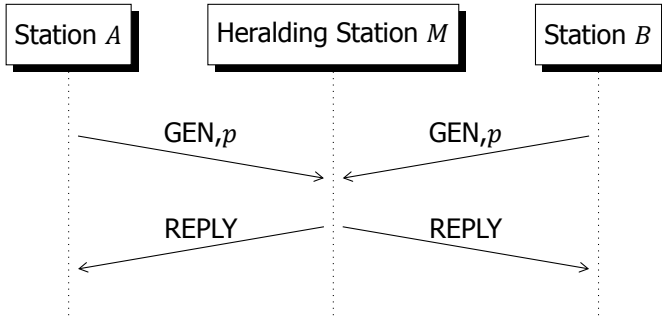 Station A
Heralding Station M
Station B
GEN,p
GEN,p
REPLY
REPLY